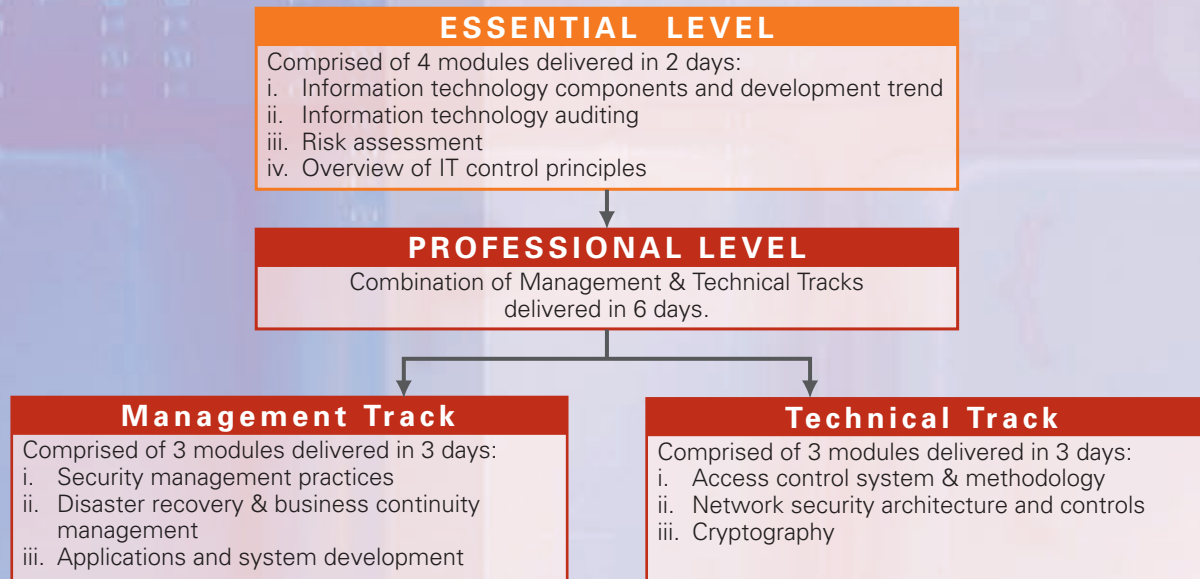 ESSENTIAL LEVEL
Comprised of 4 modules delivered in 2 days:
i. Information technology components and development trend
ii. Information technology auditing
iii. Risk assessment
iv. Overview of IT control principles
PROFESSIONAL LEVEL
Combination of Management & Technical Tracks
delivered in 6 days.
Management Track
Comprised of 3 modules delivered in 3 days:
i. Security management practices
ii. Disaster recovery & business continuity
management
iii. Applications and system development
Technical Track
Comprised of 3 modules delivered in 3 days:
i. Access control system & methodology
ii. Network security architecture and controls
iii. Cryptography